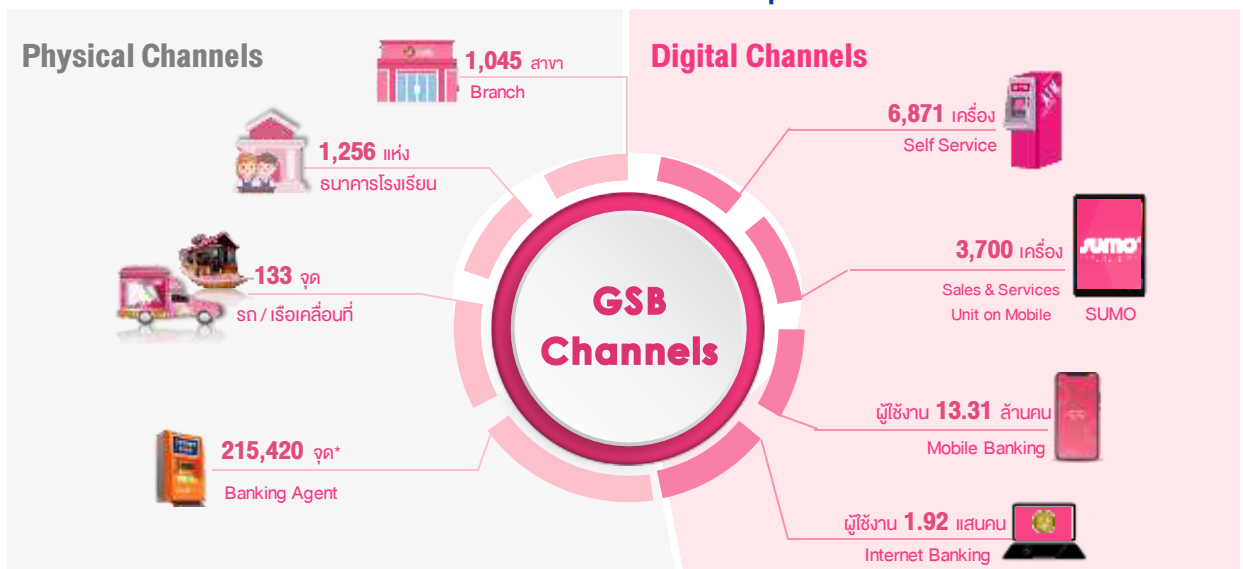 Physical Channels
1,045 สาขา
Branch
1,256 แห่ง
ธนาคารโรงเรียน
133 จุด
รถ / เรือเคลื่อนที่
215,420 จุด*
Banking Agent
GSB
Channels
Digital Channels
6,871 เครื่อง
Self Service
3,700 เครื่อง
Sales & Services
Unit on Mobile
SUMO
SUMO
ผู้ใช้งาน 13.31 ล้านคน
Mobile Banking
ผู้ใช้งาน 1.92 แสนคน
Internet Banking